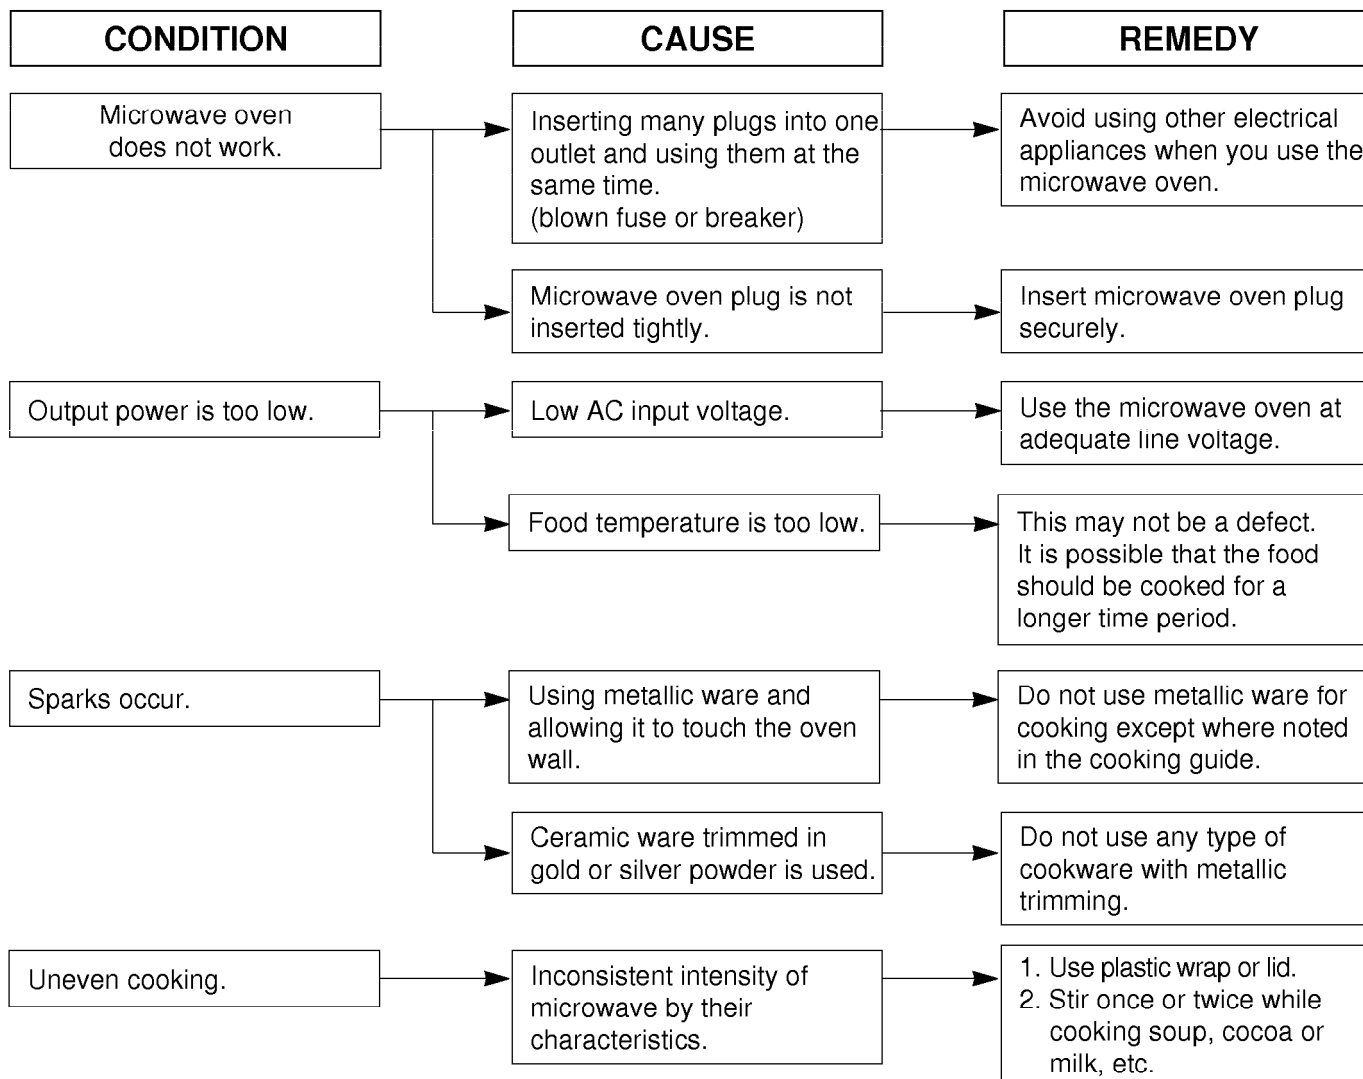 CONDITION
CAUSE
REMEDY
Microwave oven
does not work.
Inserting many plugs into one
outlet and using them at the
same time.
(blown fuse or breaker)
Avoid using other electrical
appliances when you use the
microwave oven.
Microwave oven plug is not
inserted tightly.
Insert microwave oven plug
securely.
Output power is too low.
Low AC input voltage.
Use the microwave oven at
adequate line voltage.
Food temperature is too low.
This may not be a defect.
It is possible that the food
should be cooked for a
longer time period.
Sparks occur.
Using metallic ware and
allowing it to touch the oven
wall.
Do not use metallic ware for
cooking except where noted
in the cooking guide.
Ceramic ware trimmed in
gold or silver powder is used.
Do not use any type of
cookware with metallic
trimming.
Uneven cooking.
Inconsistent intensity of
microwave by their
characteristics.
1. Use plastic wrap or lid.
2. Stir once or twice while
cooking soup, cocoa or
milk, etc.